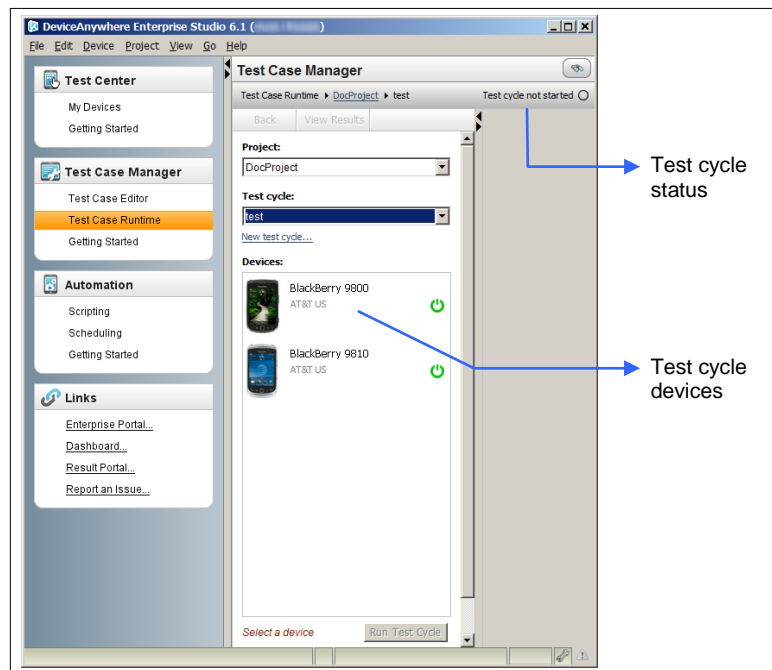 DeviceAnywhere Enterprise Studio 6.1 ( )
File Edit Device Project View Go Help
Test Center
My Devices
Getting Started
Test Case Manager
Test Case Editor
Test Case Runtime
Getting Started
Automation
Scripting
Scheduling
Getting Started
Links
Enterprise Portal...
Dashboard...
Result Portal...
Report an Issue...
Test Case Manager
Test Case Runtime DocProject test
Test cycle not started
Back View Results
Project:
DocProject
Test cycle:
test
New test cycle...
Devices:
BlackBerry 9800
AT&T US
BlackBerry 9810
AT&T US
Select a device
Run Test Cycle
Test cycle
status
Test cycle
devices